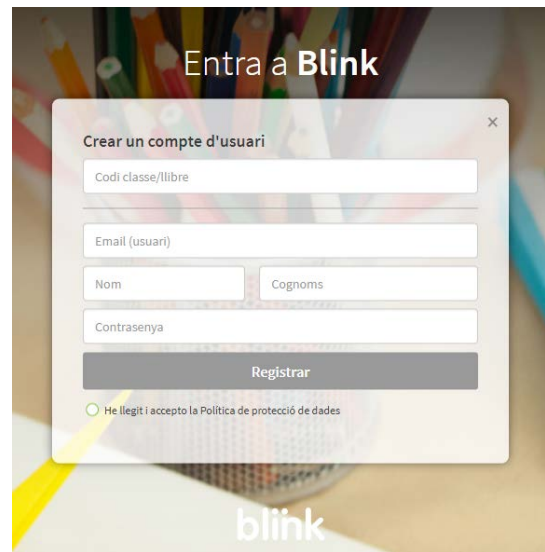 Entra a Blink
×
Crear un compte d'usuari
Codi classe/llibre
Email (usuari)
Nom
Cognoms
Contrasenya
Registrar
He llegit i accepto la Política de protecció de dades
blink